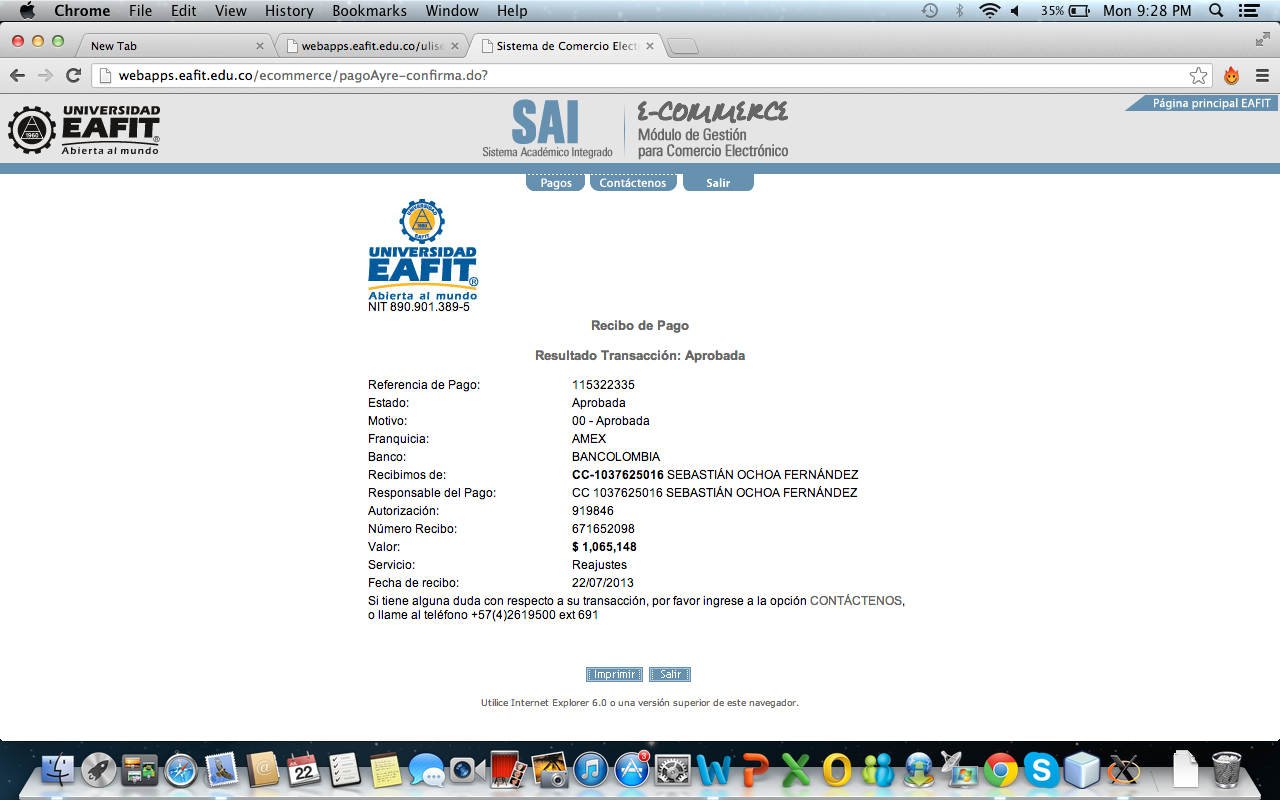 Chrome File Edit View History Bookmarks Window Help 35% Mon 9:28 PM
New Tab webapps.eafit.edu.co/ulise Sistema de Comercio Elect
webapps.eafit.edu.co/ecommerce/pagoAyre-confirma.do?
Página principal EAFIT
1960 UNIVERSIDAD EAFIT® Abierta al mundo
SAI
Sistema Académico Integrado
E-COMMERCE
Módulo de Gestión
para Comercio Electrónico
Pagos Contáctenos Salir
UNIVERSIDAD
1960
EAFIT
UNIVERSIDAD
EAFIT®
Abierta al mundo
NIT 890.901.389-5
Recibo de Pago
Resultado Transacción: Aprobada
Referencia de Pago: 115322335
Estado: Aprobada
Motivo: 00 - Aprobada
Franquicia: AMEX
Banco: BANCOLOMBIA
Recibimos de: CC-1037625016 SEBASTIÁN OCHOA FERNÁNDEZ
Responsable del Pago: CC 1037625016 SEBASTIÁN OCHOA FERNÁNDEZ
Autorización: 919846
Número Recibo: 671652098
Valor: $ 1,065,148
Servicio: Reajustes
Fecha de recibo: 22/07/2013
Si tiene alguna duda con respecto a su transacción, por favor ingrese a la opción CONTÁCTENOS,
o llame al teléfono +57(4)2619500 ext 691
Imprimir Salir
Utilice Internet Explorer 6.0 o una versión superior de este navegador.
22 3 W P X O S X